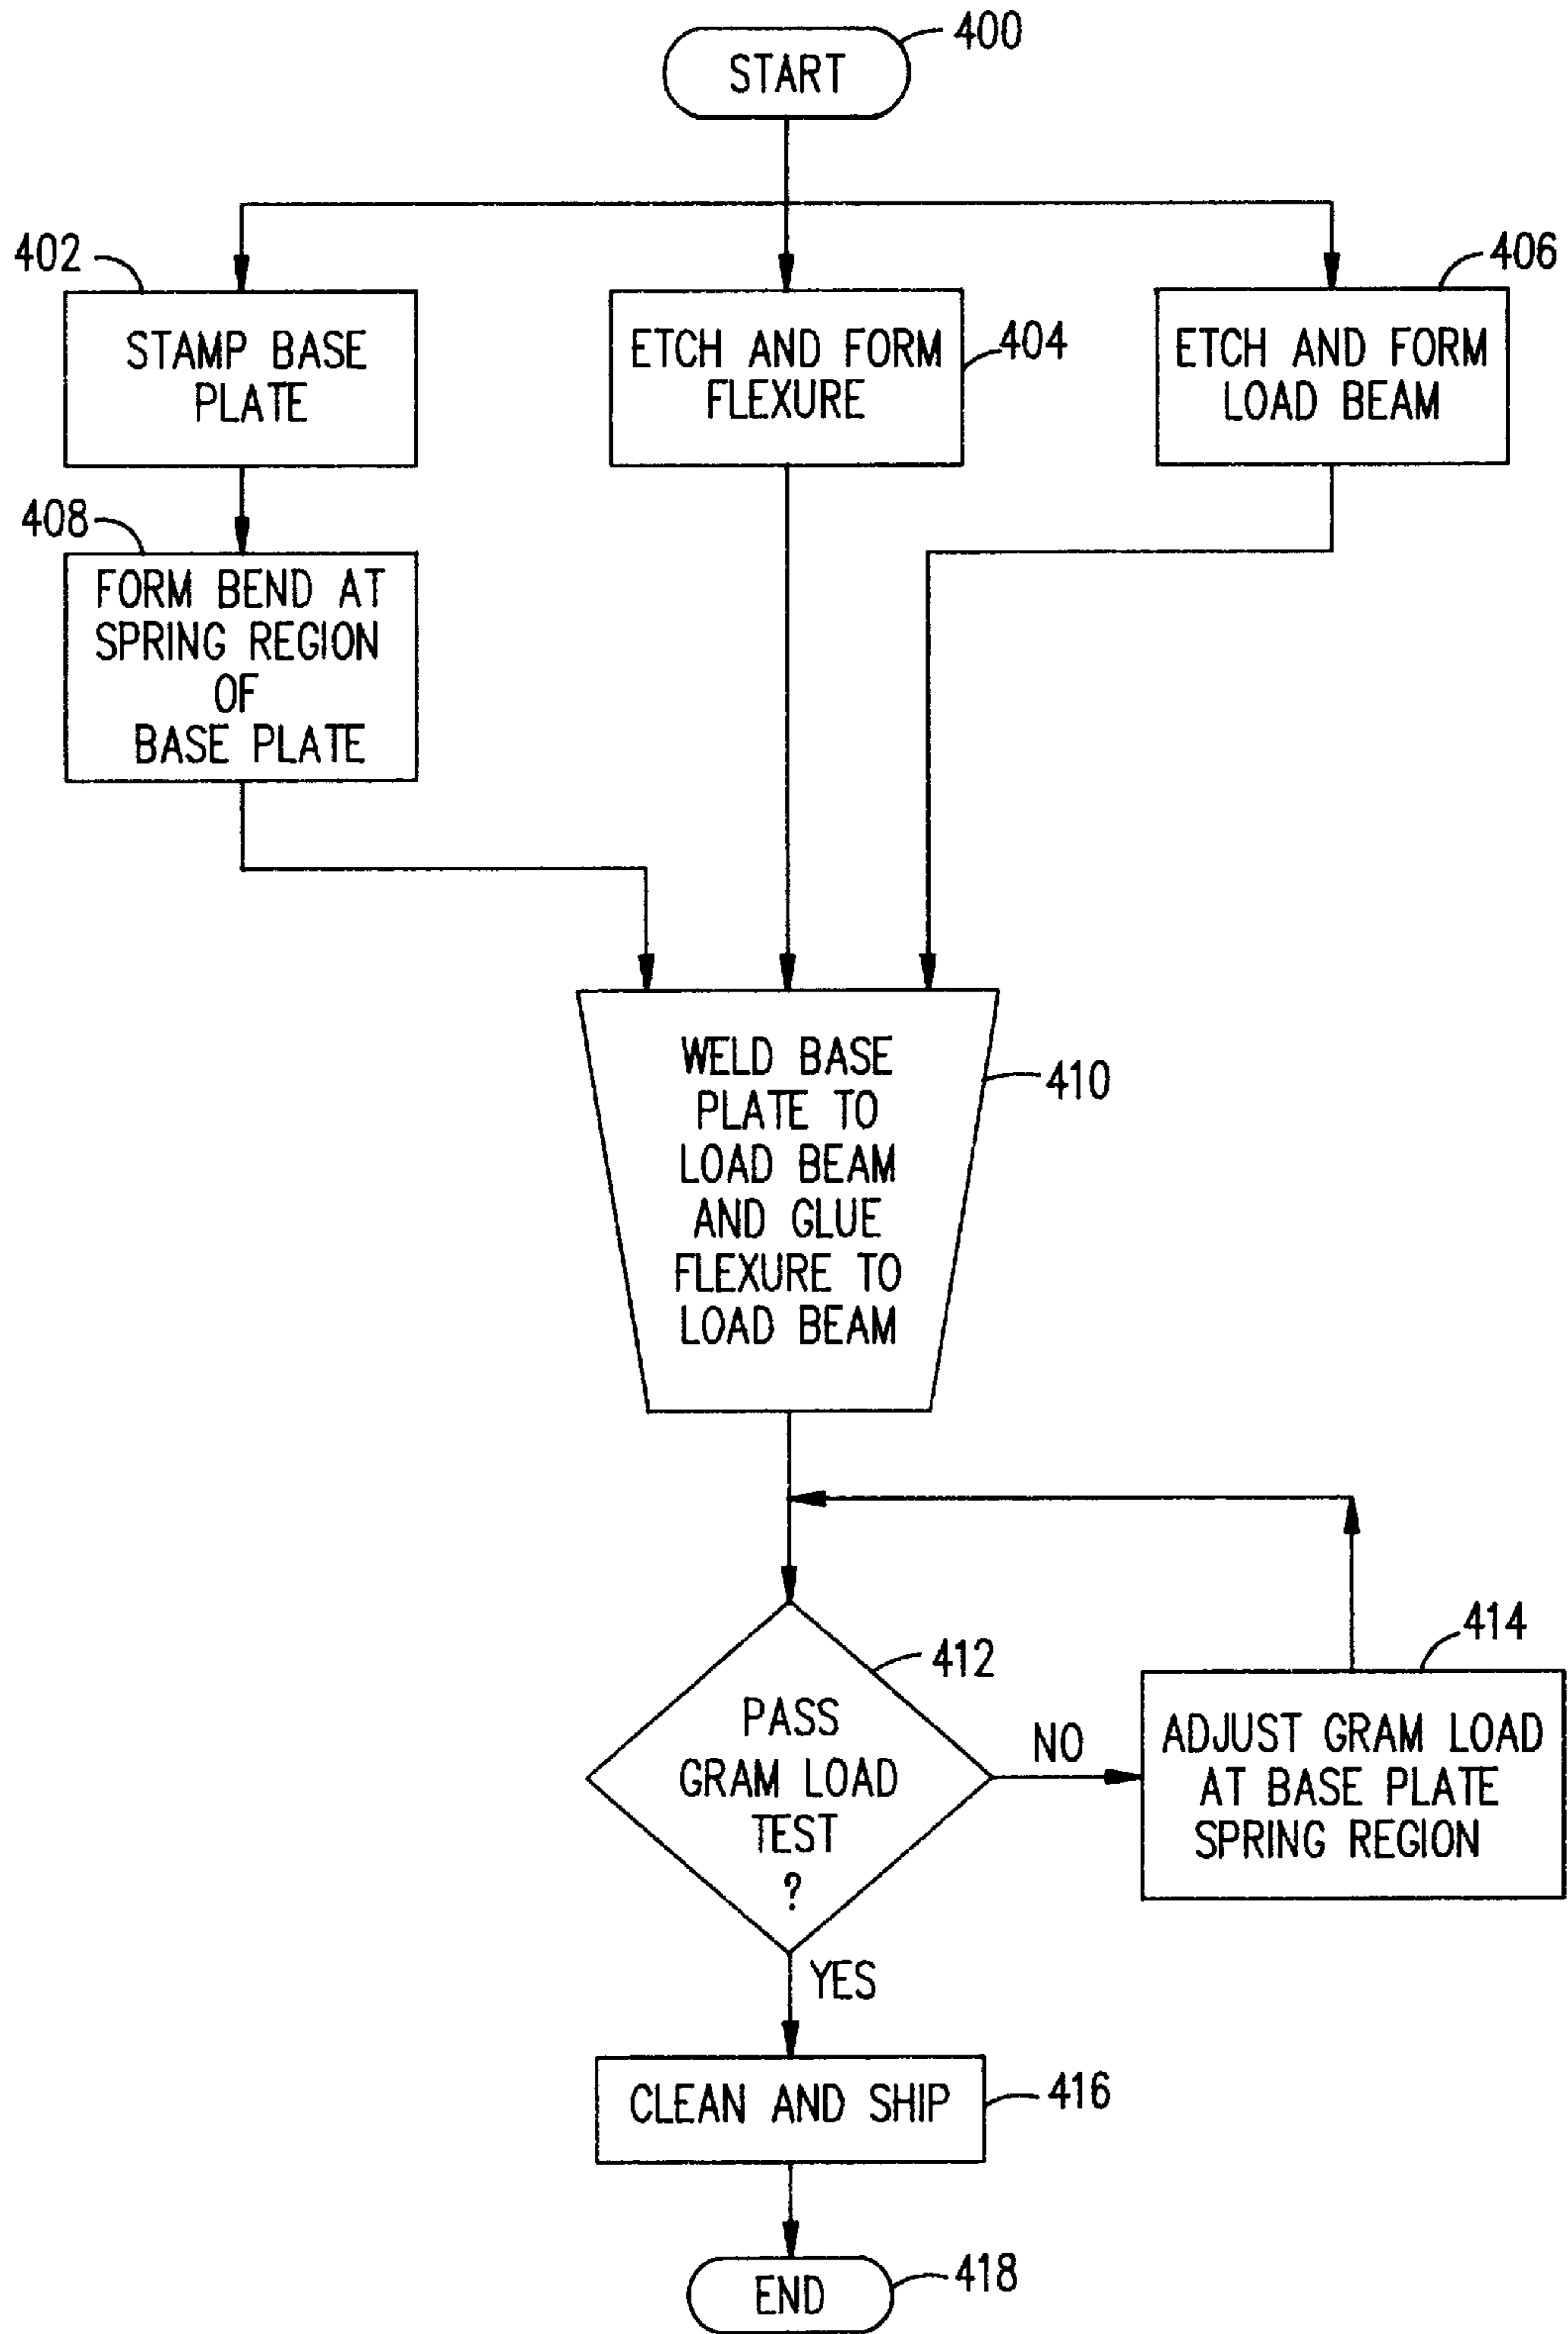 400
START
402
406
STAMP BASE
PLATE
ETCH AND FORM
FLEXURE
404
ETCH AND FORM
LOAD BEAM
408
FORM BEND AT
SPRING REGION
OF
BASE PLATE
WELD BASE
PLATE TO
LOAD BEAM
AND GLUE
FLEXURE TO
LOAD BEAM
410
412
PASS
GRAM LOAD
TEST
?
NO
414
ADJUST GRAM LOAD
AT BASE PLATE
SPRING REGION
YES
CLEAN AND SHIP
416
END
418